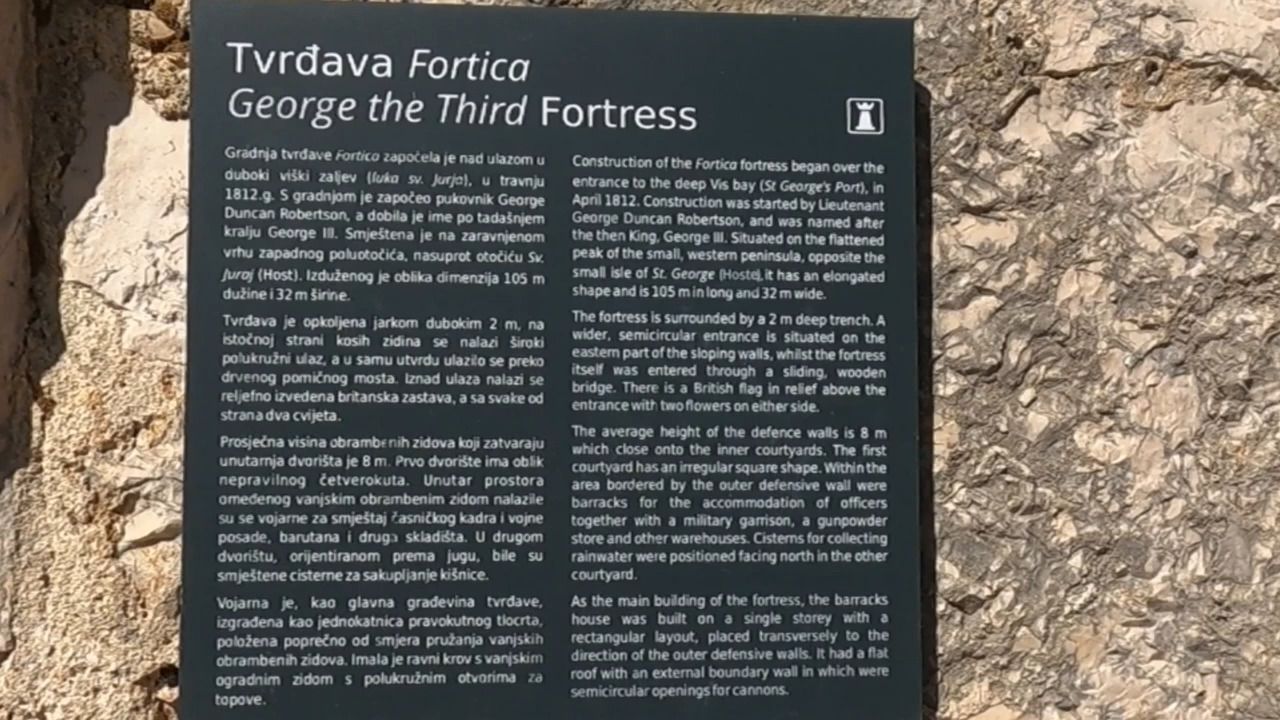 Tvrđava Fortica
George the Third Fortress
Gradnja tvrđave Fortica započela je nad ulazom u
duboki viški zaljev (luka sv. Jurja), u travnju
1812.g. S gradnjom je započeo pukovnik George
Duncan Robertson, a dobila je ime po tadašnjem
kralju George III. Smještena je na zaravnjenom
vrhu zapadnog poluotočića, nasuprot otočiću Sv.
Juraj (Host). Izduženog je oblika dimenzija 105 m
dužine i 32 m širine.
Tvrđava je opkoljena jarkom dubokim 2 m, na
istočnoj strani kosih zidina se nalazi široki
polukružni ulaz, a u samu utvrdu ulazilo se preko
drvenog pomičnog mosta. Iznad ulaza nalazi se
reljefno izvedena britanska zastava, a sa svake od
strana dva cvijeta.
Prosječna visina obrambenih zidova koji zatvaraju
unutarnja dvorišta je 8 m. Prvo dvorište ima oblik
nepravilnog četverokuta. Unutar prostora
omeđenog vanjskim obrambenim zidom nalazile
su se vojarne za smještaj časničkog kadra i vojne
posade, barutana i druga skladišta. U drugom
dvorištu, orijentiranom prema jugu, bile su
smještene cisterne za sakupljanje kišnice.
Vojarna je, kao glavna građevina tvrđave,
izgrađena kao jednokatnica pravokutnog tlocrta,
položena poprečno od smjera pružanja vanjskih
obrambenih zidova. Imala je ravni krov s vanjskim
ogradnim zidom s polukružnim otvorima za
topove.
Construction of the Fortica fortress began over the
entrance to the deep Vis bay (St George's Port), in
April 1812. Construction was started by Lieutenant
George Duncan Robertson, and was named after
the then King, George III. Situated on the flattened
peak of the small, western peninsula, opposite the
small isle of St. George (Hoste), it has an elongated
shape and is 105 m in long and 32 m wide.
The fortress is surrounded by a 2 m deep trench. A
wider, semicircular entrance is situated on the
eastern part of the sloping walls, whilst the fortress
itself was entered through a sliding, wooden
bridge. There is a British flag in relief above the
entrance with two flowers on either side.
The average height of the defence walls is 8 m
which close onto the inner courtyards. The first
courtyard has an irregular square shape. Within the
area bordered by the outer defensive wall were
barracks for the accommodation of officers
together with a military garrison, a gunpowder
store and other warehouses. Cisterns for collecting
rainwater were positioned facing north in the other
courtyard.
As the main building of the fortress, the barracks
house was built on a single storey with a
rectangular layout, placed transversely to the
direction of the outer defensive walls. It had a flat
roof with an external boundary wall in which were
semicircular openings for cannons.